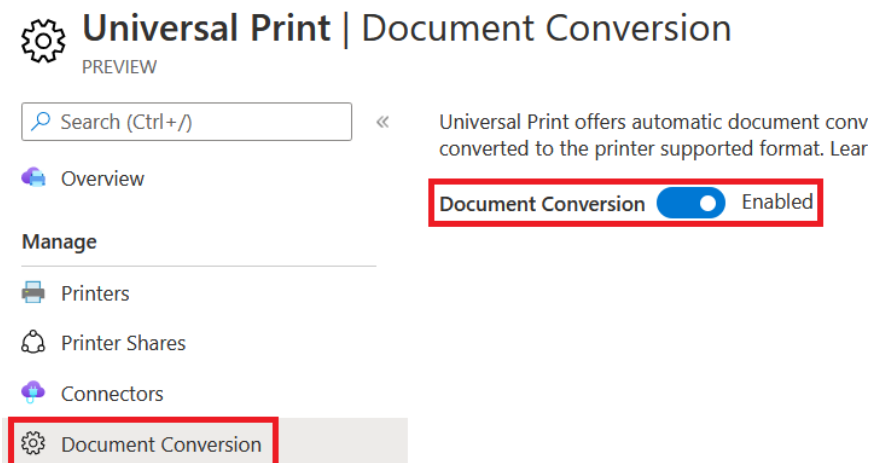 Universal Print | Document Conversion
PREVIEW
Search (Ctrl+/)
«
Overview
Manage
Printers
Printer Shares
Connectors
Document Conversion
Universal Print offers automatic document conv
converted to the printer supported format. Lear
Document Conversion Enabled